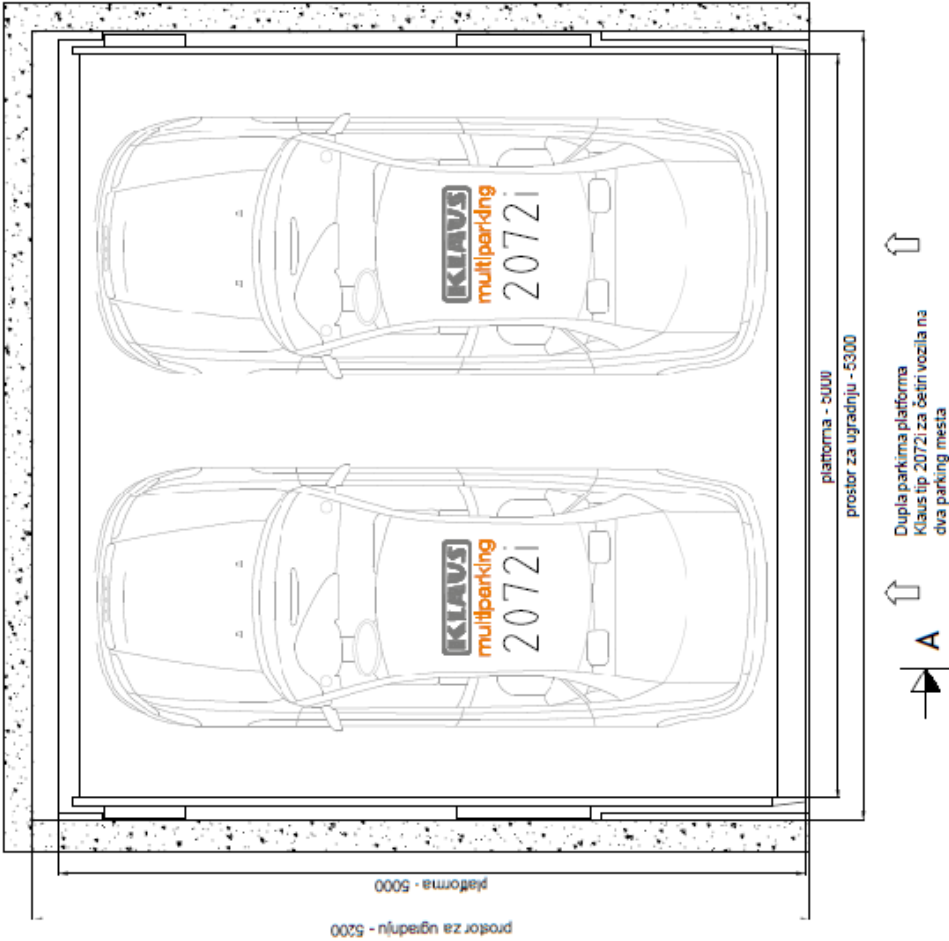 KLAUS
multiparking
2072i
KLAUS
multiparking
2072i
platforma - 5000
prostor za ugradnju - 5300
Dupla parkirna platforma
Klaus tip 2072i za četiri vozila na
dva parking mesta
A
platforma - 5000
prostor za ugradnju - 5200